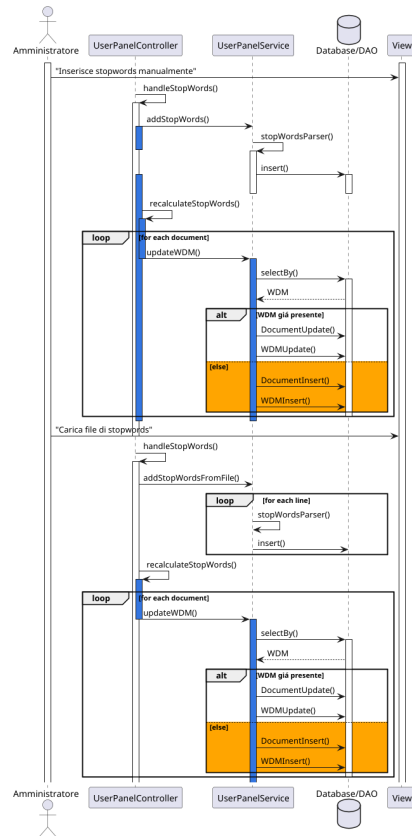 Amministratore
UserPanelController
UserPanelService
Database/DAO
View
"Inserisce stopwords manualmente"
handleStopWords()
addStopWords()
stopWordsParser()
insert()
recalculateStopWords()
loop [for each document]
updateWDM()
selectBy()
WDM
alt [WDM giá presente]
DocumentUpdate()
WDMUpdate()
[else]
DocumentInsert()
WDMInsert()
"Carica file di stopwords"
handleStopWords()
addStopWordsFromFile()
loop [for each line]
stopWordsParser()
insert()
recalculateStopWords()
loop [for each document]
updateWDM()
selectBy()
WDM
alt [WDM giá presente]
DocumentUpdate()
WDMUpdate()
[else]
DocumentInsert()
WDMInsert()
Amministratore
UserPanelController
UserPanelService
Database/DAO
View